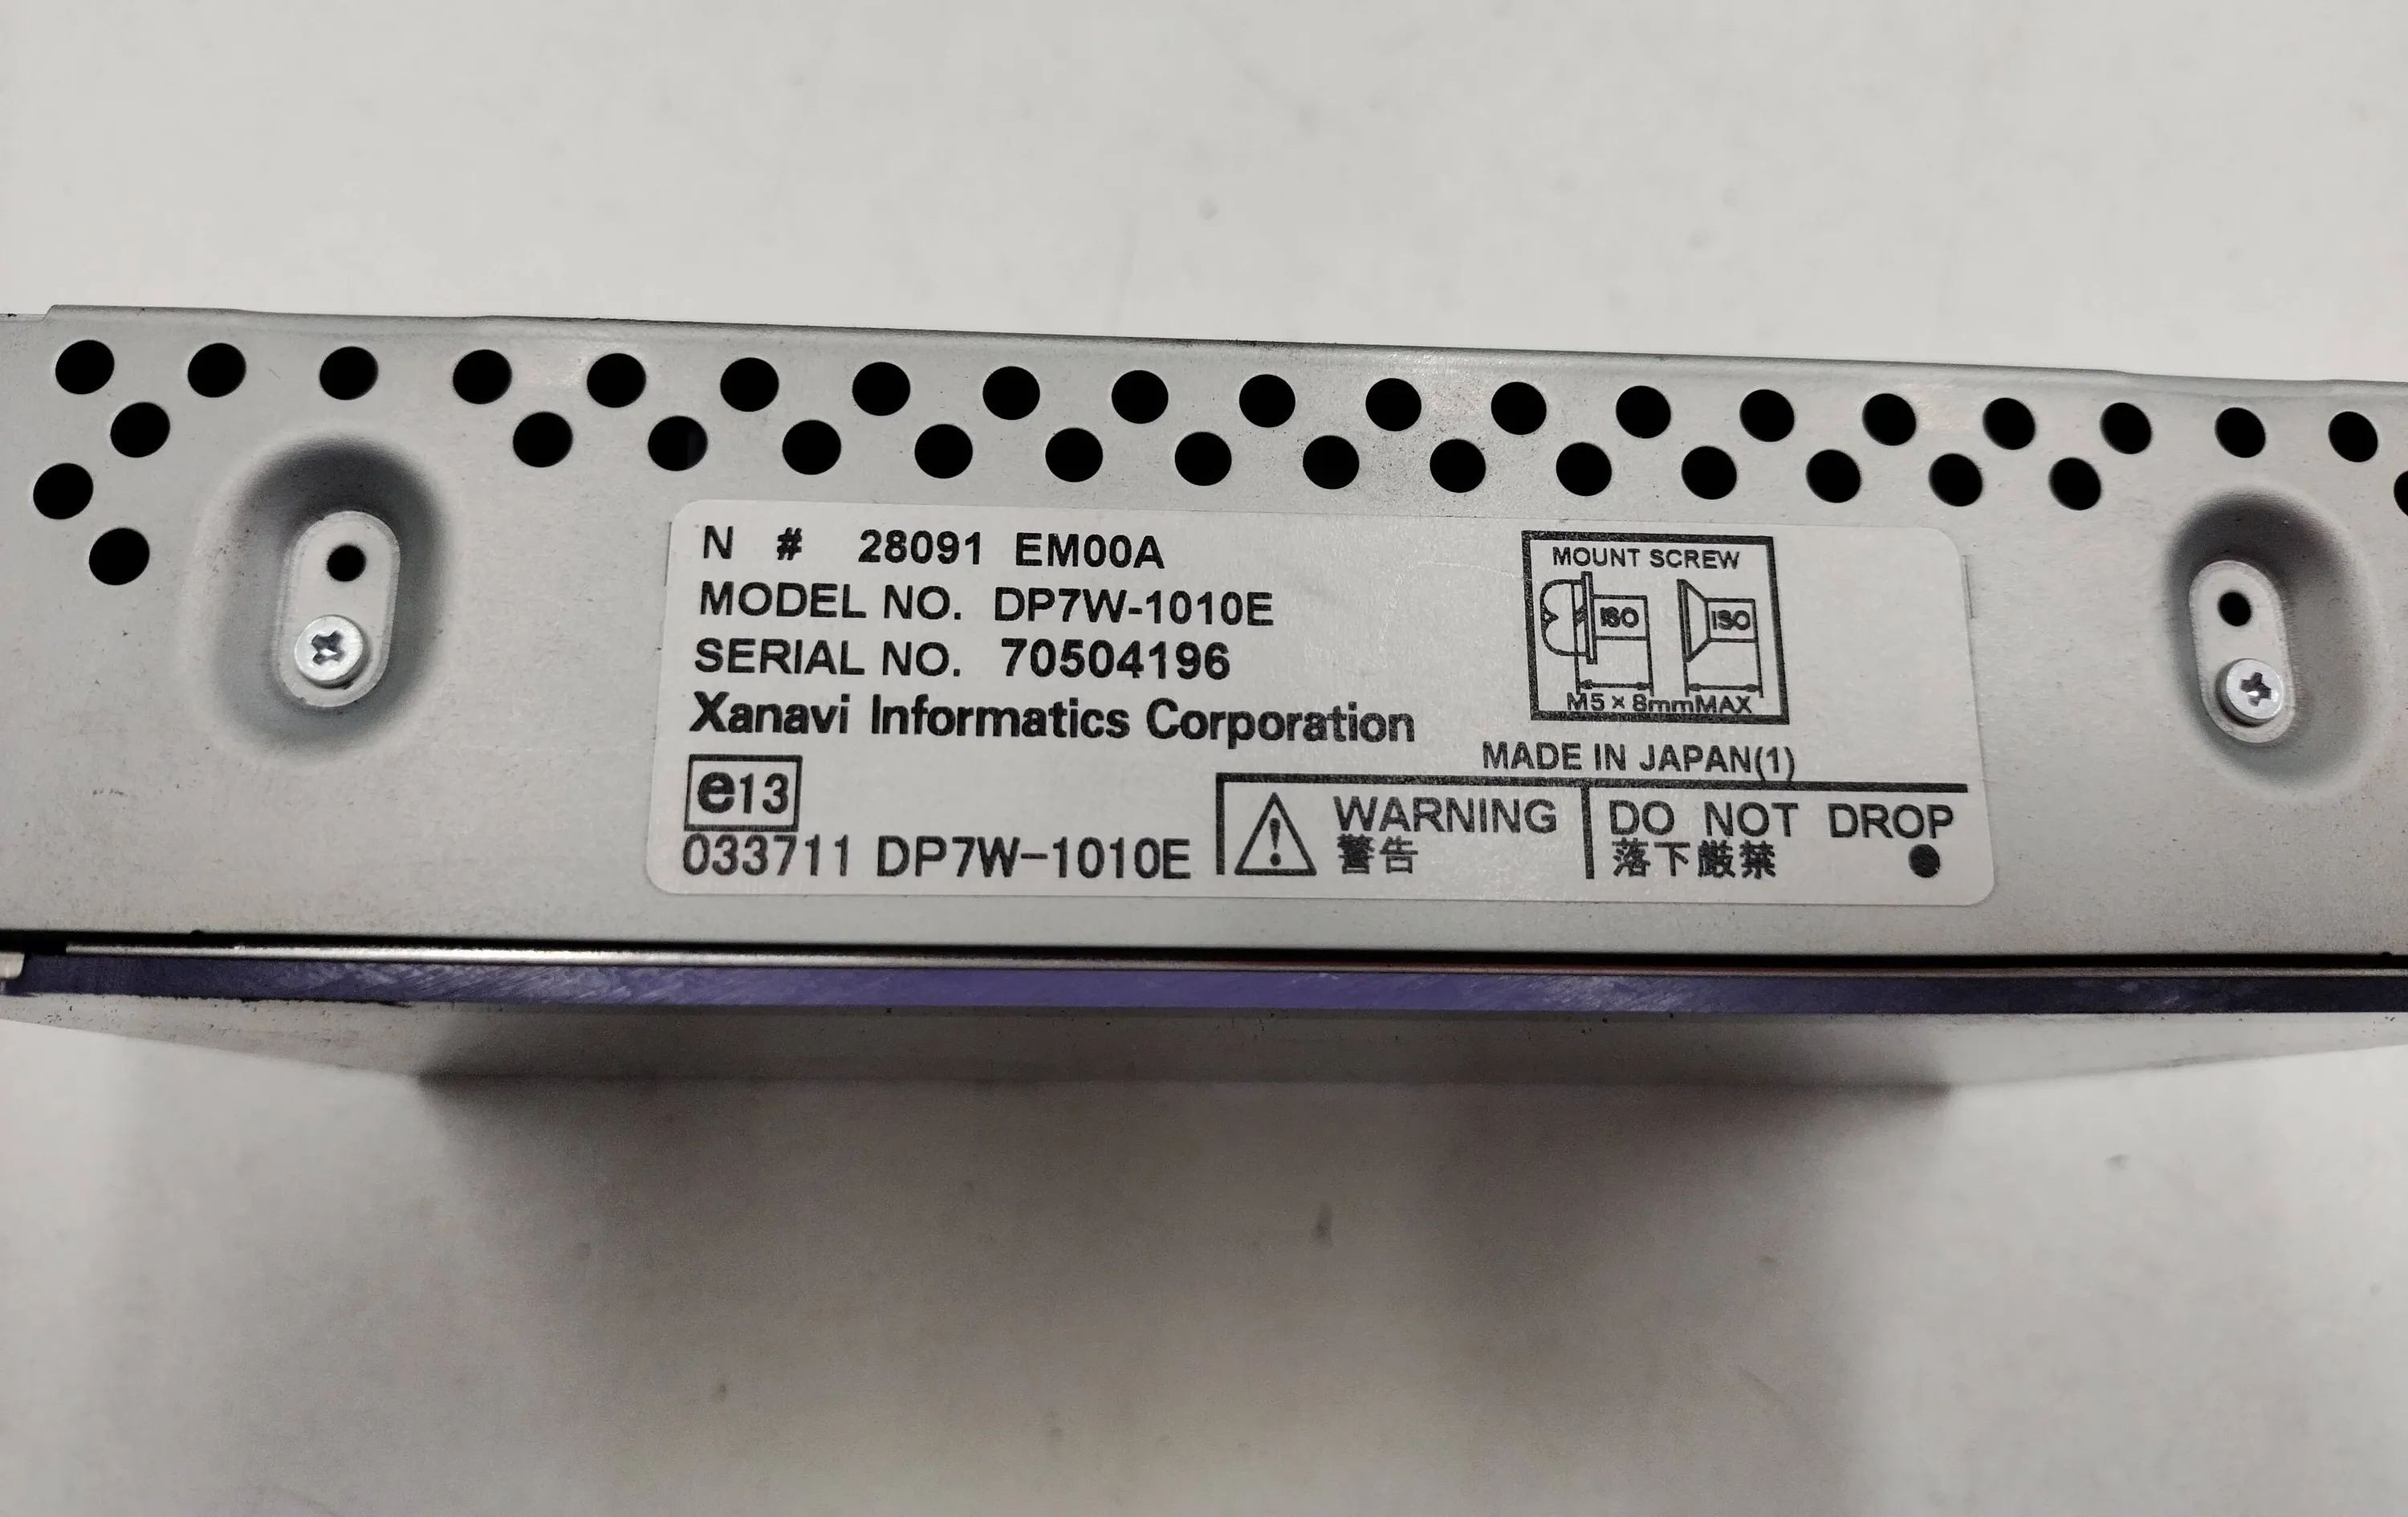 N # 28091 EM00A
MODEL NO. DP7W-1010E
SERIAL NO. 70504196
Xanavi Informatics Corporation
e13
033711 DP7W-1010E
MOUNT SCREW
ISO ISO
M5×8mmMAX
MADE IN JAPAN(1)
WARNING
警告
DO NOT DROP
落下厳禁